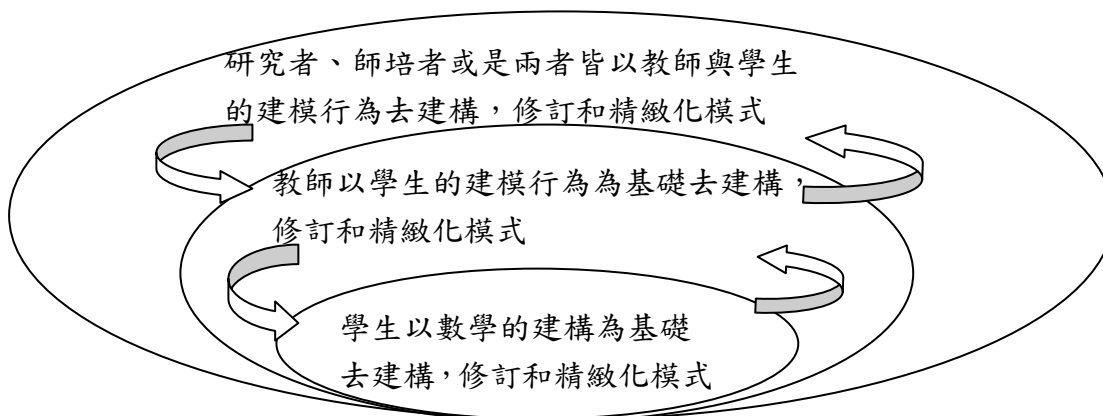 研究者、師培者或是兩者皆以教師與學生
的建模行為去建構，修訂和精緻化模式
教師以學生的建模行為為基礎去建構，
修訂和精緻化模式
學生以數學的建構為基礎
去建構，修訂和精緻化模式